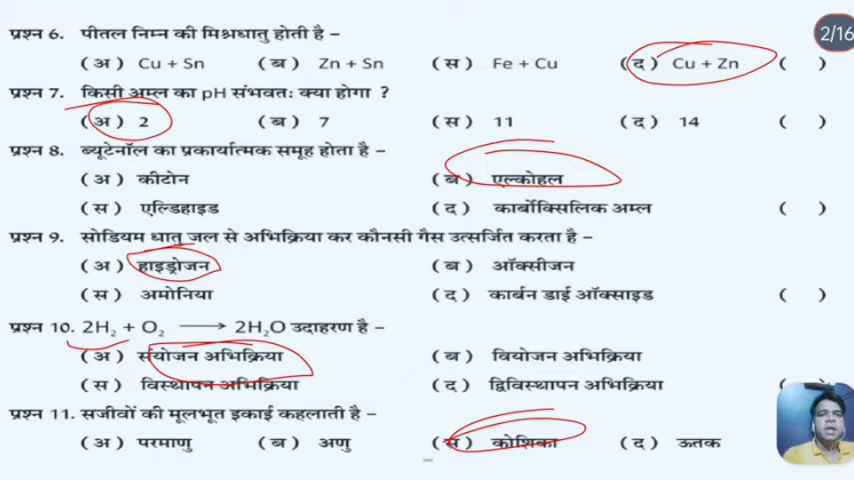 2/16
प्रश्न 6. पीतल निम्न की मिश्रधातु होती है –
(अ) Cu + Sn (ब) Zn + Sn (स) Fe + Cu (द) Cu + Zn ( )
प्रश्न 7. किसी अम्ल का pH संभवतः क्या होगा ?
(अ) 2 (ब) 7 (स) 11 (द) 14 ( )
प्रश्न 8. ब्यूटेनॉल का प्रकार्यात्मक समूह होता है –
(अ) कीटोन (ब) एल्कोहल
(स) एल्डिहाइड (द) कार्बोक्सिलिक अम्ल ( )
प्रश्न 9. सोडियम धातु जल से अभिक्रिया कर कौनसी गैस उत्सर्जित करता है –
(अ) हाइड्रोजन (ब) ऑक्सीजन
(स) अमोनिया (द) कार्बन डाई ऑक्साइड ( )
प्रश्न 10. 2H₂ + O₂ ⟶ 2H₂O उदाहरण है –
(अ) संयोजन अभिक्रिया (ब) वियोजन अभिक्रिया
(स) विस्थापन अभिक्रिया (द) द्विविस्थापन अभिक्रिया ( )
प्रश्न 11. सजीवों की मूलभूत इकाई कहलाती है –
(अ) परमाणु (ब) अणु (स) कोशिका (द) ऊतक